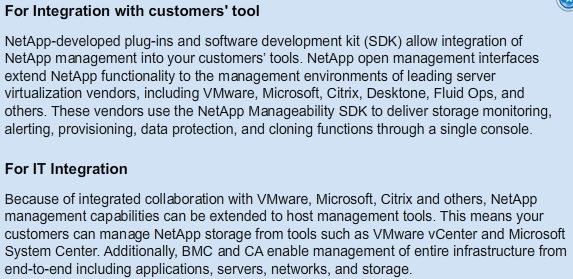 For Integration with customers' tool
NetApp-developed plug-ins and software development kit (SDK) allow integration of
NetApp management into your customers' tools. NetApp open management interfaces
extend NetApp functionality to the management environments of leading server
virtualization vendors, including VMware, Microsoft, Citrix, Desktone, Fluid Ops, and
others. These vendors use the NetApp Manageability SDK to deliver storage monitoring,
alerting, provisioning, data protection, and cloning functions through a single console.
For IT Integration
Because of integrated collaboration with VMware, Microsoft, Citrix and others, NetApp
management capabilities can be extended to host management tools. This means your
customers can manage NetApp storage from tools such as VMware vCenter and Microsoft
System Center. Additionally, BMC and CA enable management of entire infrastructure from
end-to-end including applications, servers, networks, and storage.